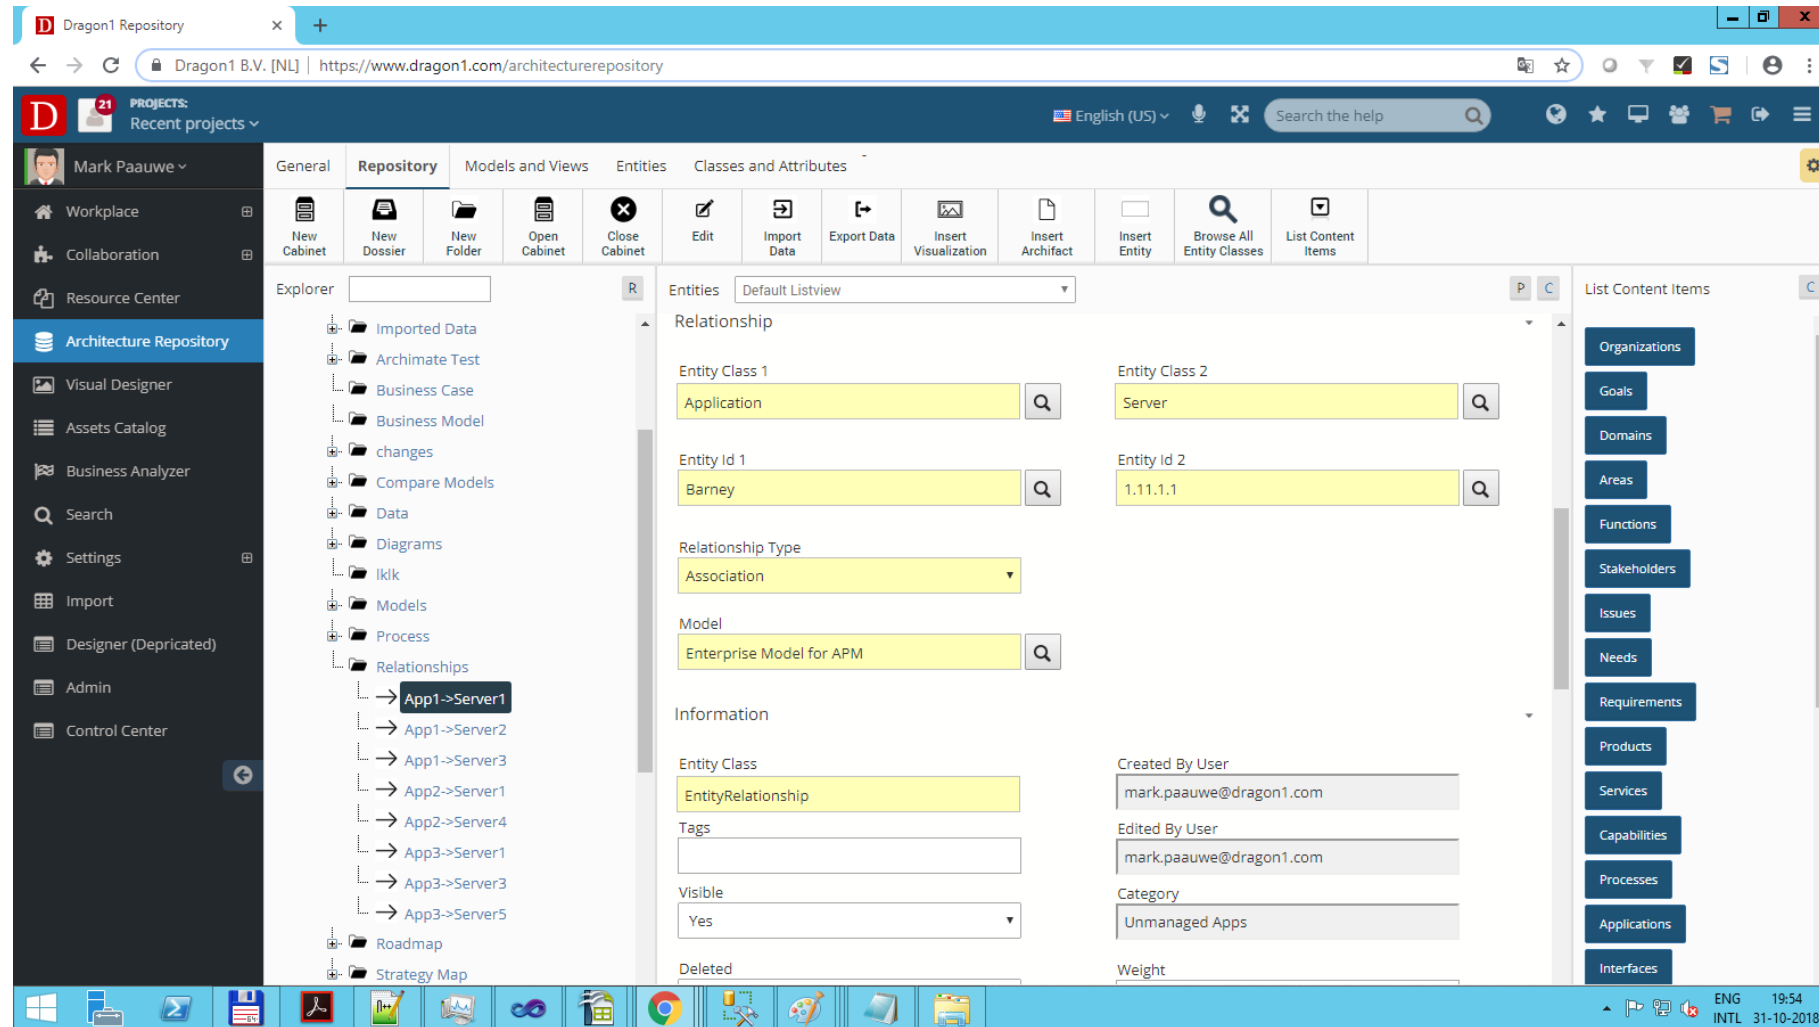 Dragon1 Repository
Dragon1 B.V. [NL] | https://www.dragon1.com/architecturerepository
D
21
PROJECTS:
Recent projects
English (US)
Search the help
Mark Paauwe
General Repository Models and Views Entities Classes and Attributes
New Cabinet
New Dossier
New Folder
Open Cabinet
Close Cabinet
Edit
Import Data
Export Data
Insert Visualization
Insert Archifact
Insert Entity
Browse All Entity Classes
List Content Items
Workplace
Collaboration
Resource Center
Architecture Repository
Visual Designer
Assets Catalog
Business Analyzer
Search
Settings
Import
Designer (Depricated)
Admin
Control Center
Explorer
R
Imported Data
Archimate Test
Business Case
Business Model
changes
Compare Models
Data
Diagrams
lklk
Models
Process
Relationships
App1->Server1
App1->Server2
App1->Server3
App2->Server1
App2->Server4
App3->Server1
App3->Server3
App3->Server5
Roadmap
Strategy Map
Entities
Default Listview
P C
Relationship
Entity Class 1
Application
Entity Class 2
Server
Entity Id 1
Barney
Entity Id 2
1.11.1.1
Relationship Type
Association
Model
Enterprise Model for APM
Information
Entity Class
EntityRelationship
Created By User
mark.paauwe@dragon1.com
Tags
Edited By User
mark.paauwe@dragon1.com
Visible
Yes
Category
Unmanaged Apps
Deleted
Weight
List Content Items
C
Organizations
Goals
Domains
Areas
Functions
Stakeholders
Issues
Needs
Requirements
Products
Services
Capabilities
Processes
Applications
Interfaces
ENG
INTL
19:54
31-10-2018